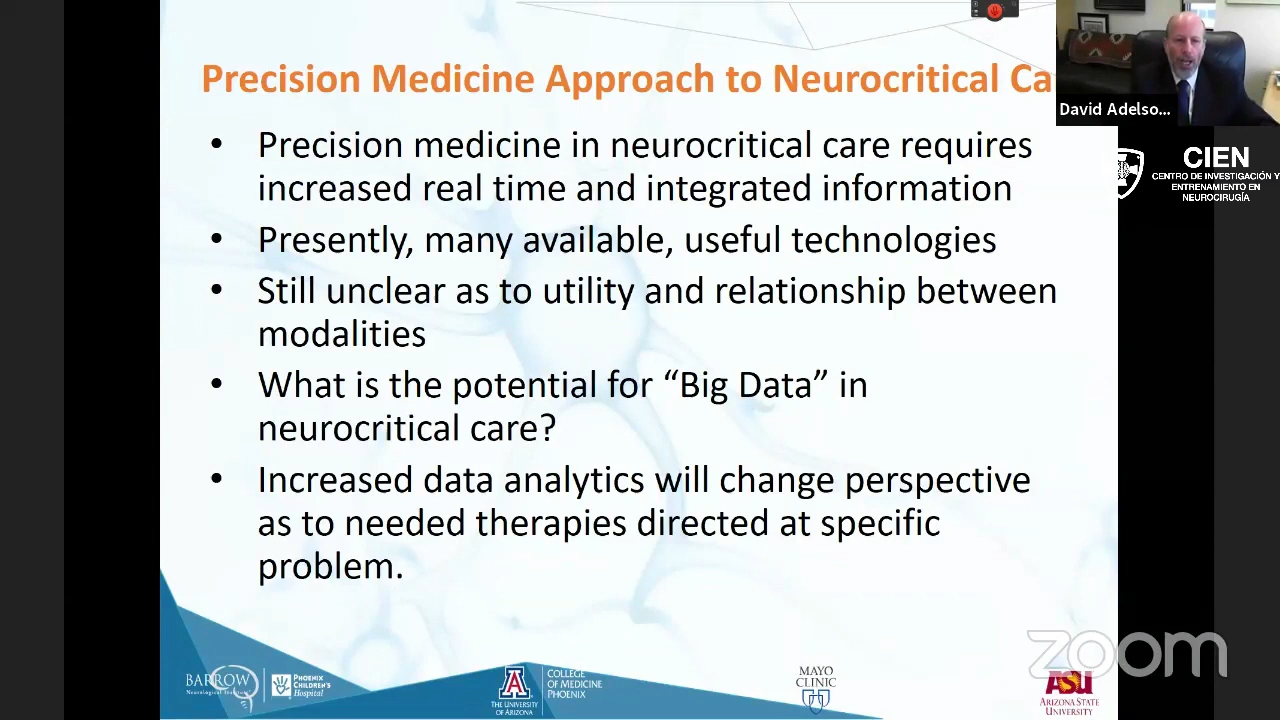 Precision Medicine Approach to Neurocritical Ca
David Adelso...
CIEN
CENTRO DE INVESTIGACIÓN Y
ENTRENAMIENTO EN
NEUROCIRUGÍA
• Precision medicine in neurocritical care requires
increased real time and integrated information
• Presently, many available, useful technologies
• Still unclear as to utility and relationship between
modalities
• What is the potential for “Big Data” in
neurocritical care?
• Increased data analytics will change perspective
as to needed therapies directed at specific
problem.
zoom
BARROW
Neurological Institute
PHOENIX
CHILDREN'S
Hospital
A
THE UNIVERSITY
OF ARIZONA
COLLEGE
OF MEDICINE
PHOENIX
MAYO
CLINIC
ASU
ARIZONA STATE
UNIVERSITY